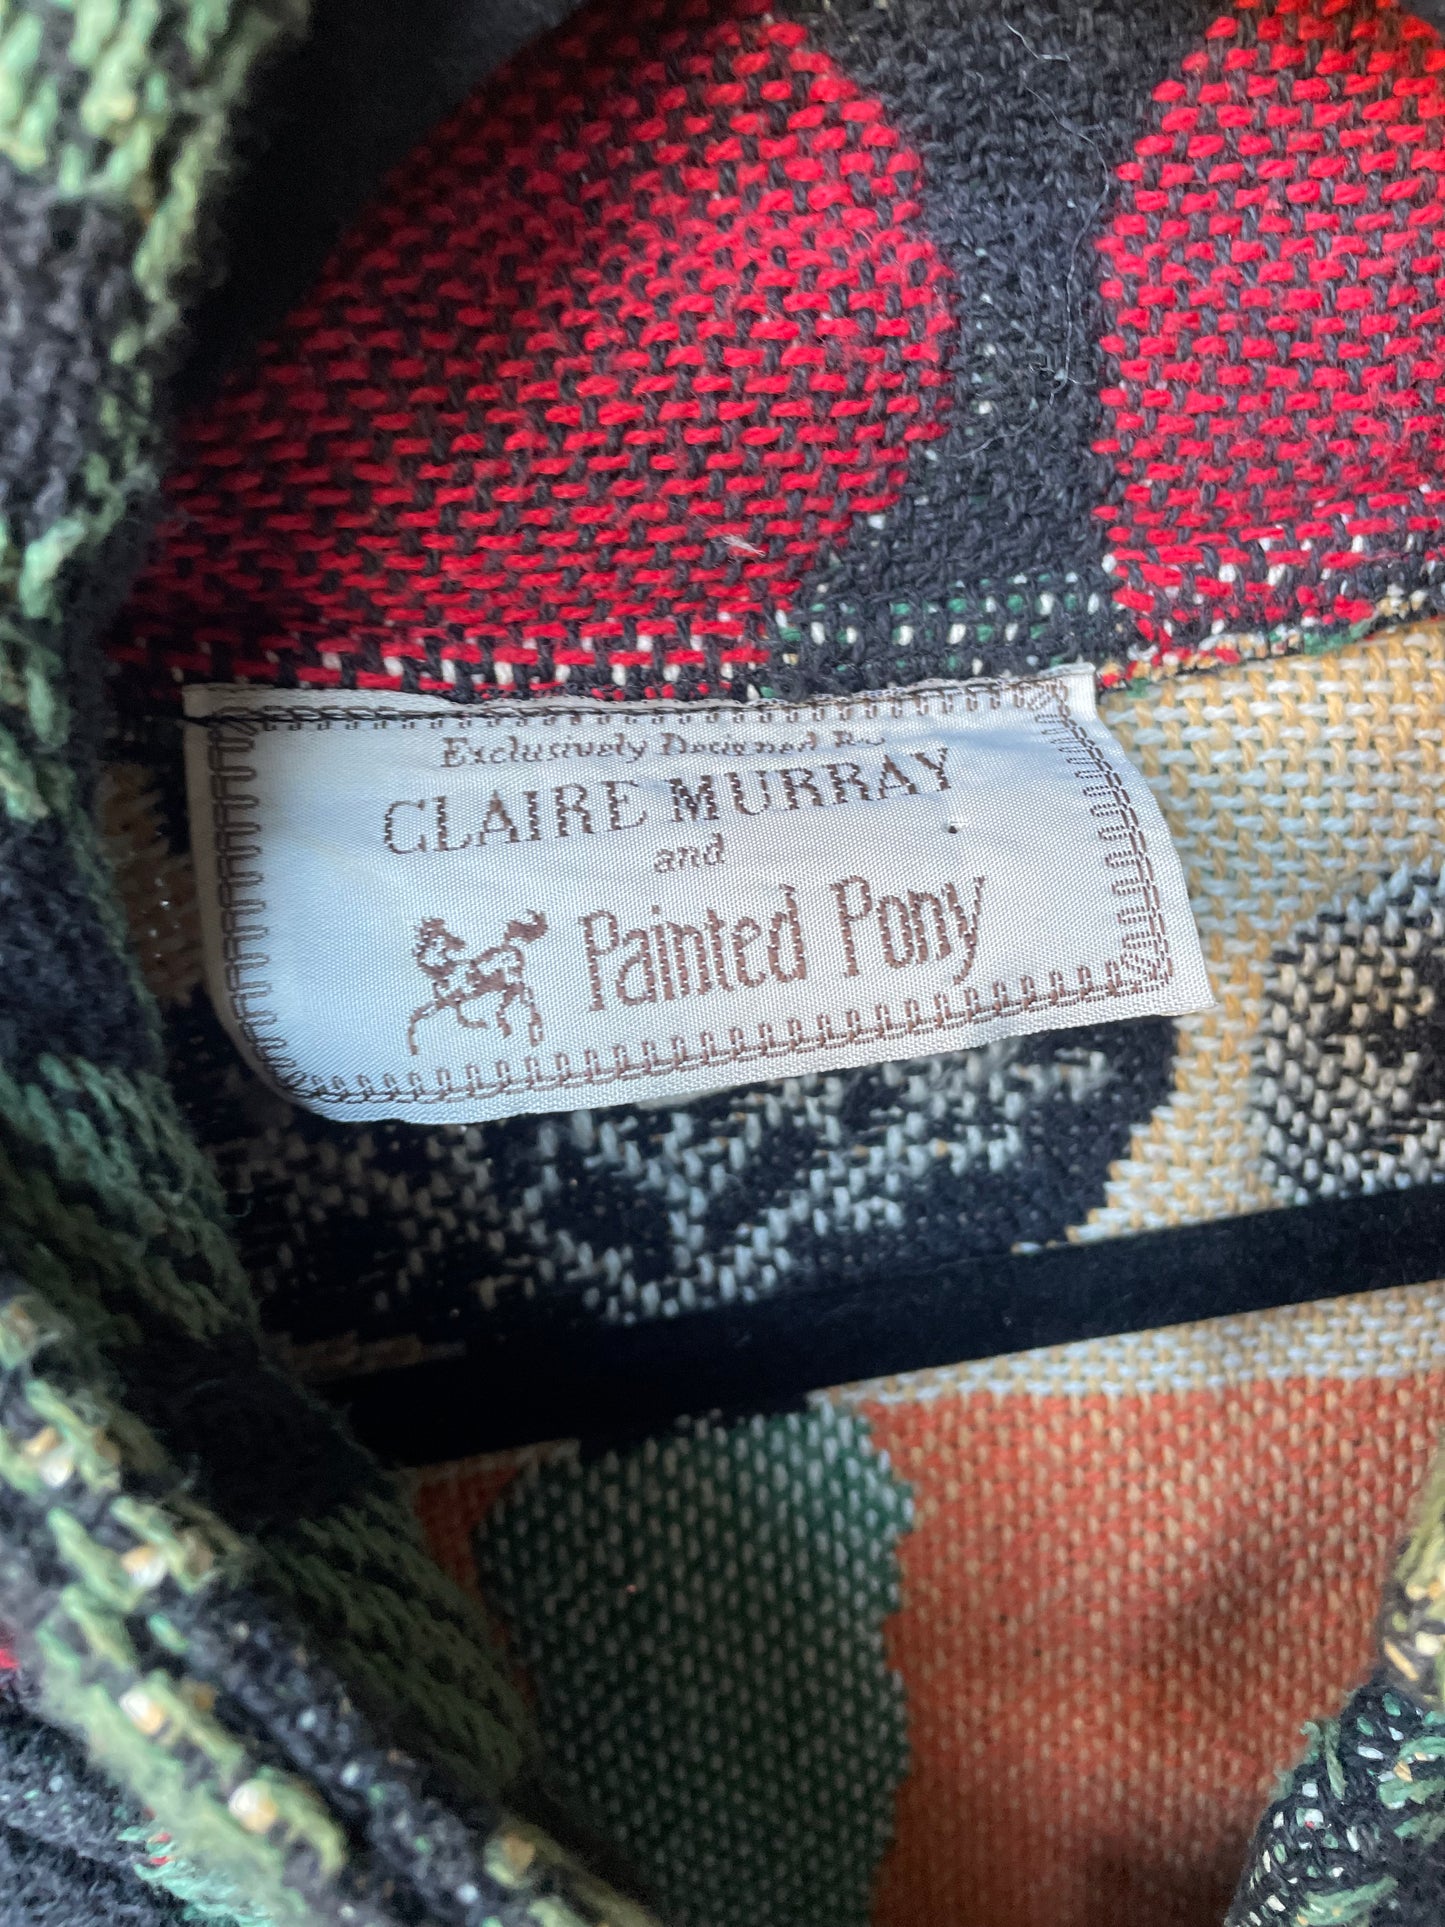 Exclusively Designed By
CLAIRE MURRAY
and
Painted Pony